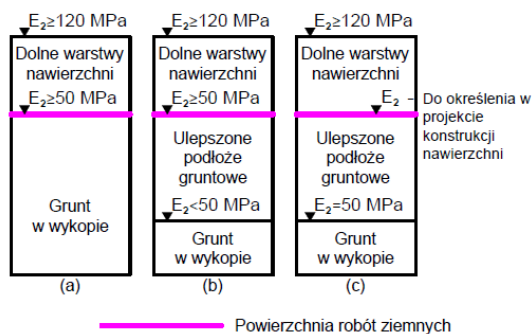 E₂≥120 MPa
Dolne warstwy
nawierzchni
E₂≥50 MPa
Grunt
w wykopie
(a)
E₂≥120 MPa
Dolne warstwy
nawierzchni
E₂≥50 MPa
Ulepszone
podłoże
gruntowe
E₂<50 MPa
Grunt
w wykopie
(b)
E₂≥120 MPa
Dolne warstwy
nawierzchni
E₂ - Do określenia w
projekcie
konstrukcji
nawierzchni
Ulepszone
podłoże
gruntowe
E₂=50 MPa
Grunt
w wykopie
(c)
Powierzchnia robót ziemnych